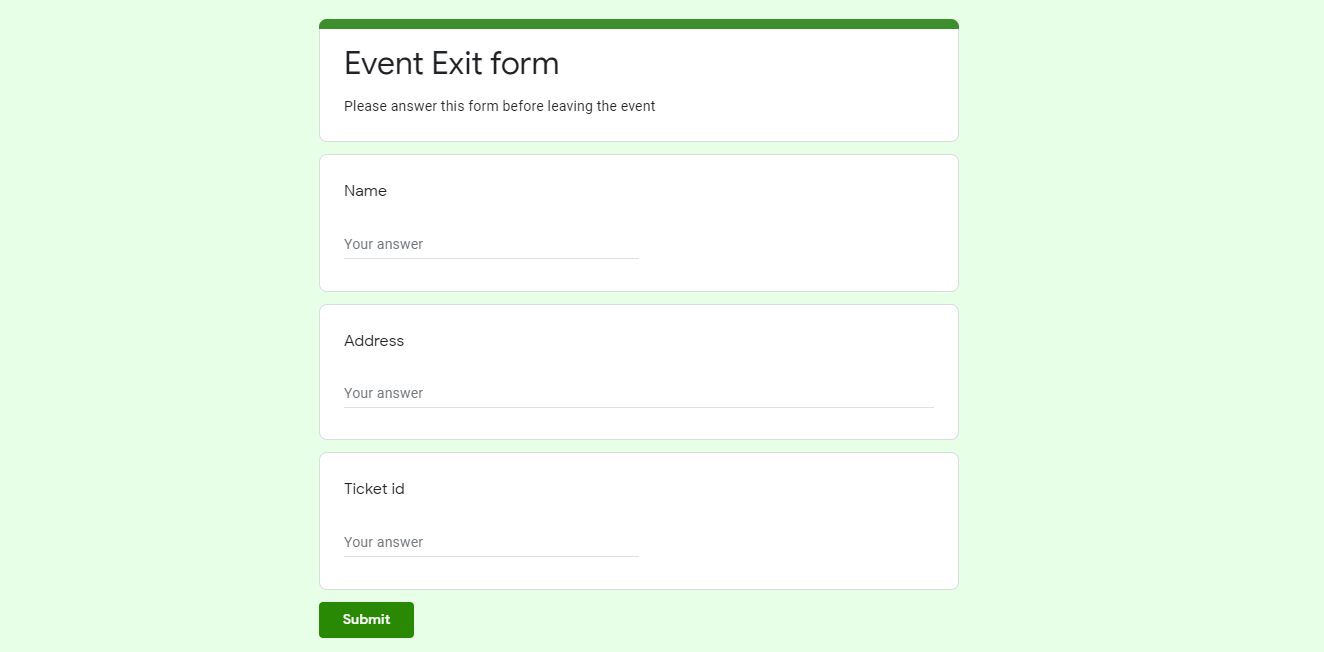 Event Exit form
Please answer this form before leaving the event
Name
Your answer
Address
Your answer
Ticket id
Your answer
Submit